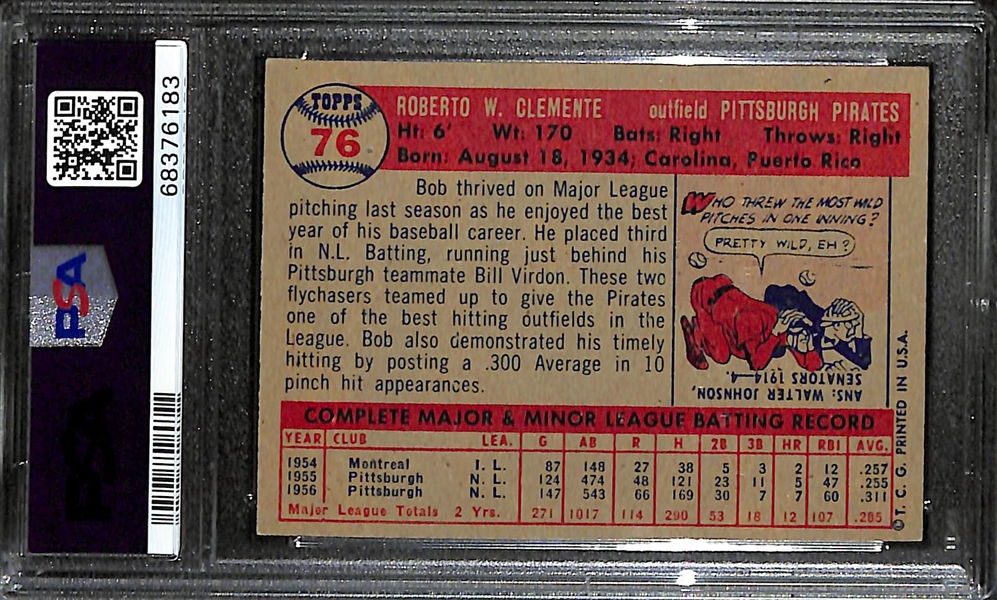 68376183
PSA
PSA
TOPPS
76
ROBERTO W. CLEMENTE outfield PITTSBURGH PIRATES
Ht: 6' Wt: 170 Bats: Right Throws: Right
Born: August 18, 1934; Carolina, Puerto Rico
Bob thrived on Major League
pitching last season as he enjoyed the best
year of his baseball career. He placed third
in N.L. Batting, running just behind his
Pittsburgh teammate Bill Virdon. These two
flychasers teamed up to give the Pirates
one of the best hitting outfields in the
League. Bob also demonstrated his timely
hitting by posting a .300 Average in 10
pinch hit appearances.
WHO THREW THE MOST WILD
PITCHES IN ONE INNING?
PRETTY WILD, EH?
ANS: WALTER JOHNSON,
SENATORS 1914—4.
COMPLETE MAJOR & MINOR LEAGUE BATTING RECORD
YEAR CLUB LEA. G AB R H 2B 3B HR RBI AVG.
1954 Montreal I. L. 87 148 27 38 5 3 2 12 .257
1955 Pittsburgh N. L. 124 474 48 121 23 11 5 47 .255
1956 Pittsburgh N. L. 147 543 66 169 30 7 7 60 .311
Major League Totals 2 Yrs. 271 1017 114 290 53 18 12 107 .285
© T. C. G. PRINTED IN U.S.A.